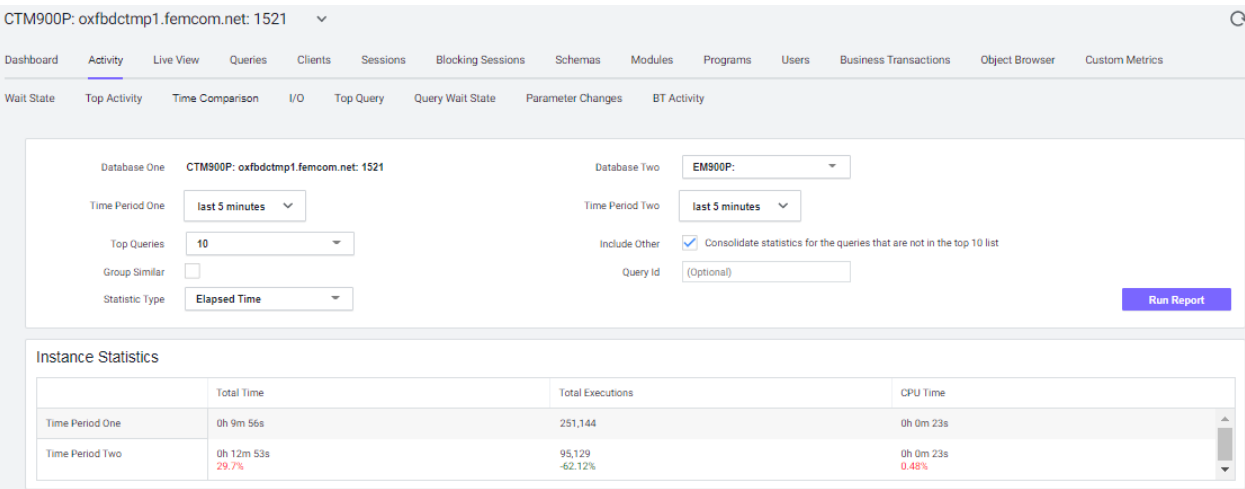 CTM900P: oxfbdctmp1.femcom.net: 1521
Dashboard Activity Live View Queries Clients Sessions Blocking Sessions Schemas Modules Programs Users Business Transactions Object Browser Custom Metrics
Wait State Top Activity Time Comparison I/O Top Query Query Wait State Parameter Changes BT Activity
Database One CTM900P: oxfbdctmp1.femcom.net: 1521 Database Two EM900P:
Time Period One last 5 minutes Time Period Two last 5 minutes
Top Queries 10 Include Other Consolidate statistics for the queries that are not in the top 10 list
Group Similar Query Id (Optional)
Statistic Type Elapsed Time Run Report
Instance Statistics
Total Time Total Executions CPU Time
Time Period One 0h 9m 56s 251,144 0h 0m 23s
Time Period Two 0h 12m 53s 95,129 0h 0m 23s
29.7% -62.12% 0.48%